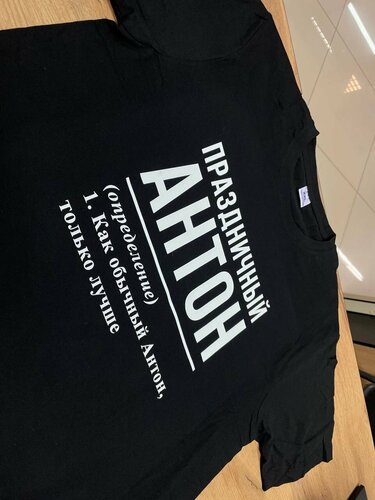 ПРАЗДНИЧНЫЙ
АНТОН
(определение)
1. Как обычный Антон,
только лучше